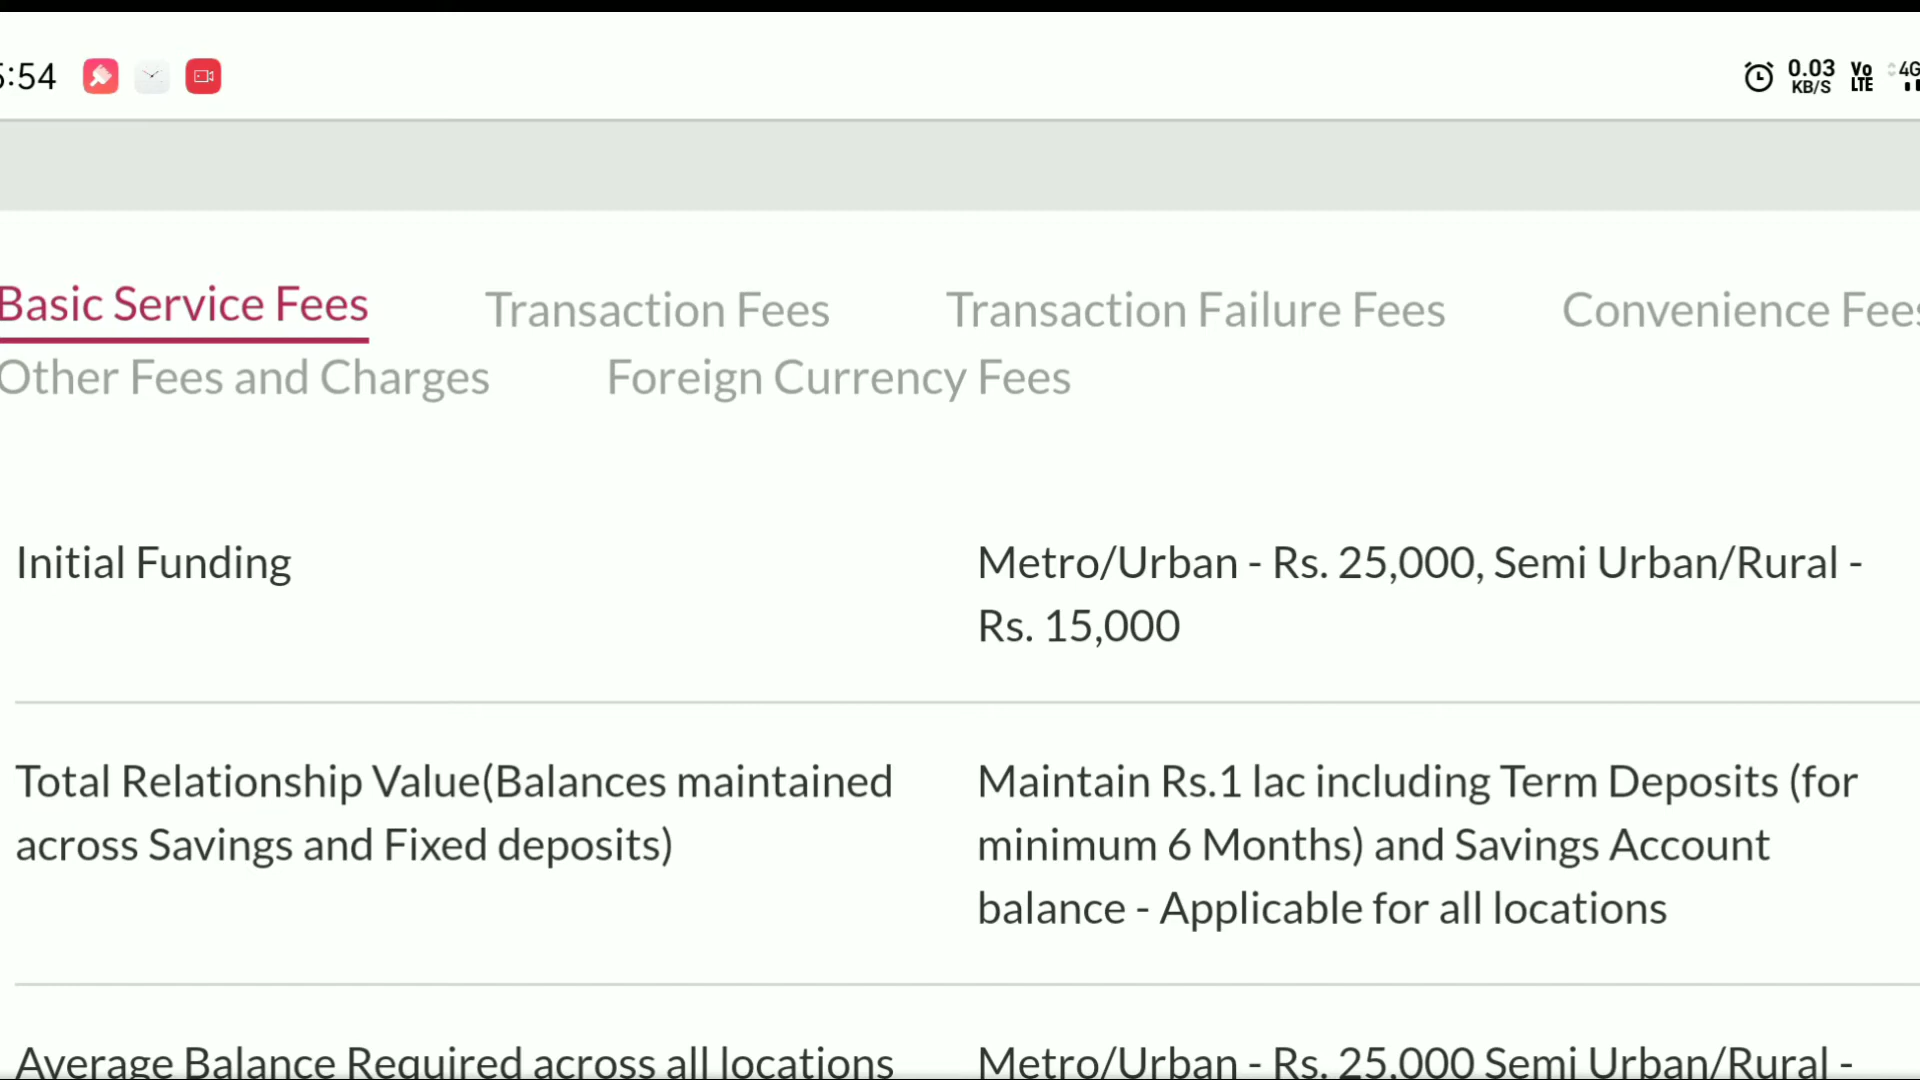 5:54
0.03
KB/S
Vo
LTE
4G
Basic Service Fees Transaction Fees Transaction Failure Fees Convenience Fees
Other Fees and Charges Foreign Currency Fees
Initial Funding Metro/Urban - Rs. 25,000, Semi Urban/Rural -
Rs. 15,000
Total Relationship Value(Balances maintained Maintain Rs.1 lac including Term Deposits (for
across Savings and Fixed deposits) minimum 6 Months) and Savings Account
balance - Applicable for all locations
Average Balance Required across all locations Metro/Urban - Rs. 25,000 Semi Urban/Rural -